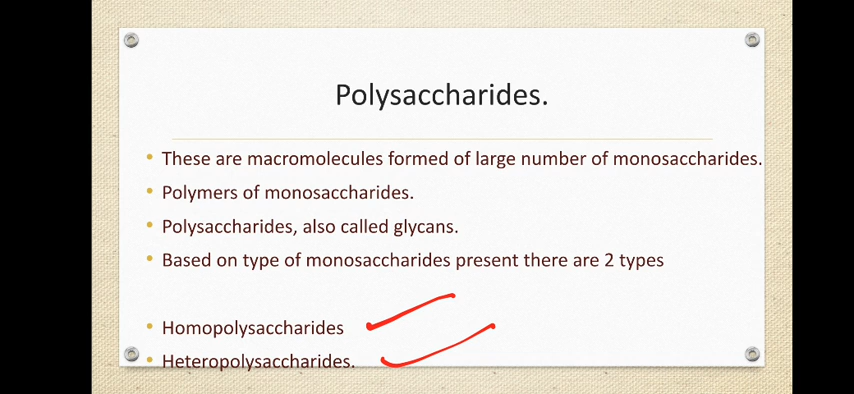 Polysaccharides.
These are macromolecules formed of large number of monosaccharides.
Polymers of monosaccharides.
Polysaccharides, also called glycans.
Based on type of monosaccharides present there are 2 types
Homopolysaccharides
Heteropolysaccharides.